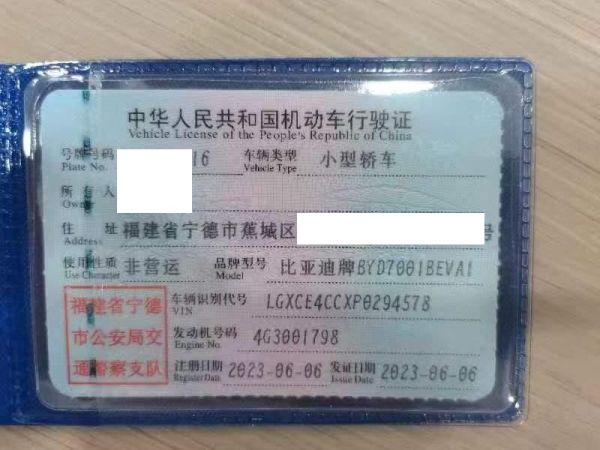 中华人民共和国机动车行驶证
Vehicle License of the People's Republic of China
号牌号码 16 车辆类型 小型轿车
Plate No. Vehicle Type
所有人
Owner
住址 福建省宁德市蕉城区 号
Address
使用性质 非营运 品牌型号 比亚迪牌BYD7001BEVA1
Use Character Model
福建省宁德
市公安局交
通警察支队
车辆识别代号 LGXCE4CCXP0294578
VIN
发动机号码 4G3001798
Engine No.
注册日期 2023-06-06 发证日期 2023-06-06
Register Date Issue Date